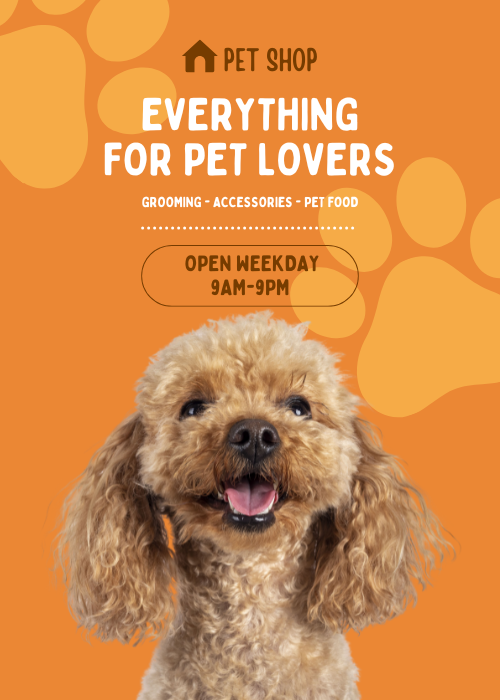 PET SHOP
EVERYTHING
FOR PET LOVERS
GROOMING - ACCESSORIES - PET FOOD
OPEN WEEKDAY
9AM-9PM